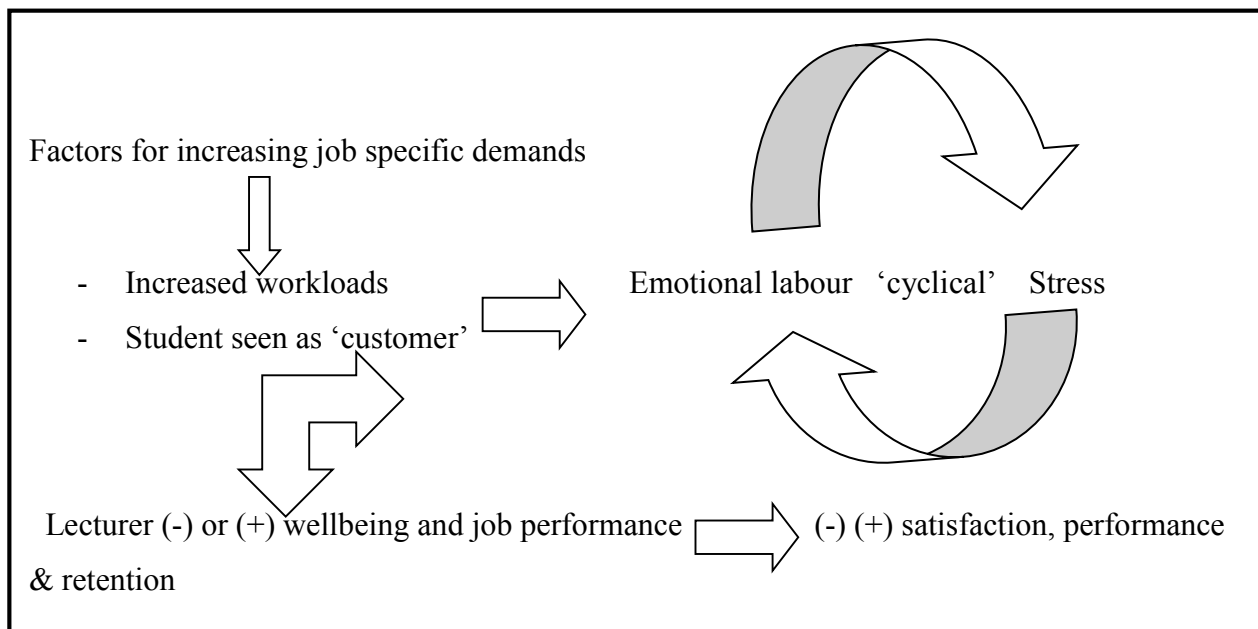 Factors for increasing job specific demands
- Increased workloads
Emotional labour ‘cyclical’ Stress
- Student seen as ‘customer’
Lecturer (-) or (+) wellbeing and job performance
(-) (+) satisfaction, performance
& retention